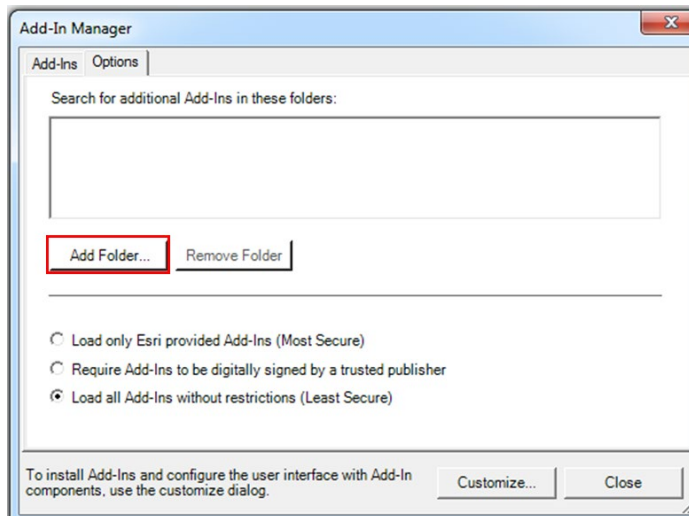 Add-In Manager
Add-Ins Options
Search for additional Add-Ins in these folders:
Add Folder... Remove Folder
Load only Esri provided Add-Ins (Most Secure)
Require Add-Ins to be digitally signed by a trusted publisher
Load all Add-Ins without restrictions (Least Secure)
To install Add-Ins and configure the user interface with Add-In
components, use the customize dialog.
Customize... Close